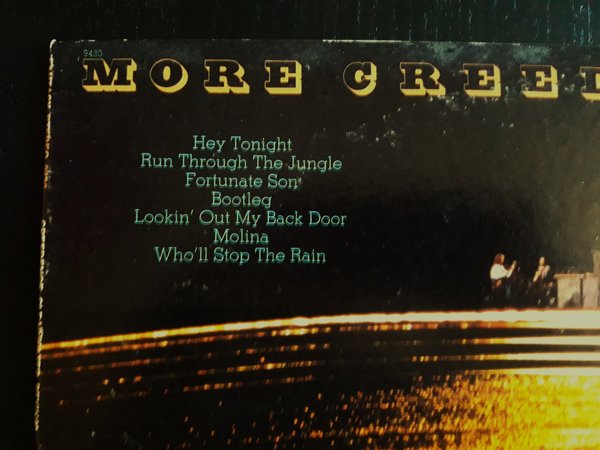 9430
MORE CREED
Hey Tonight
Run Through The Jungle
Fortunate Son
Bootleg
Lookin' Out My Back Door
Molina
Who'll Stop The Rain